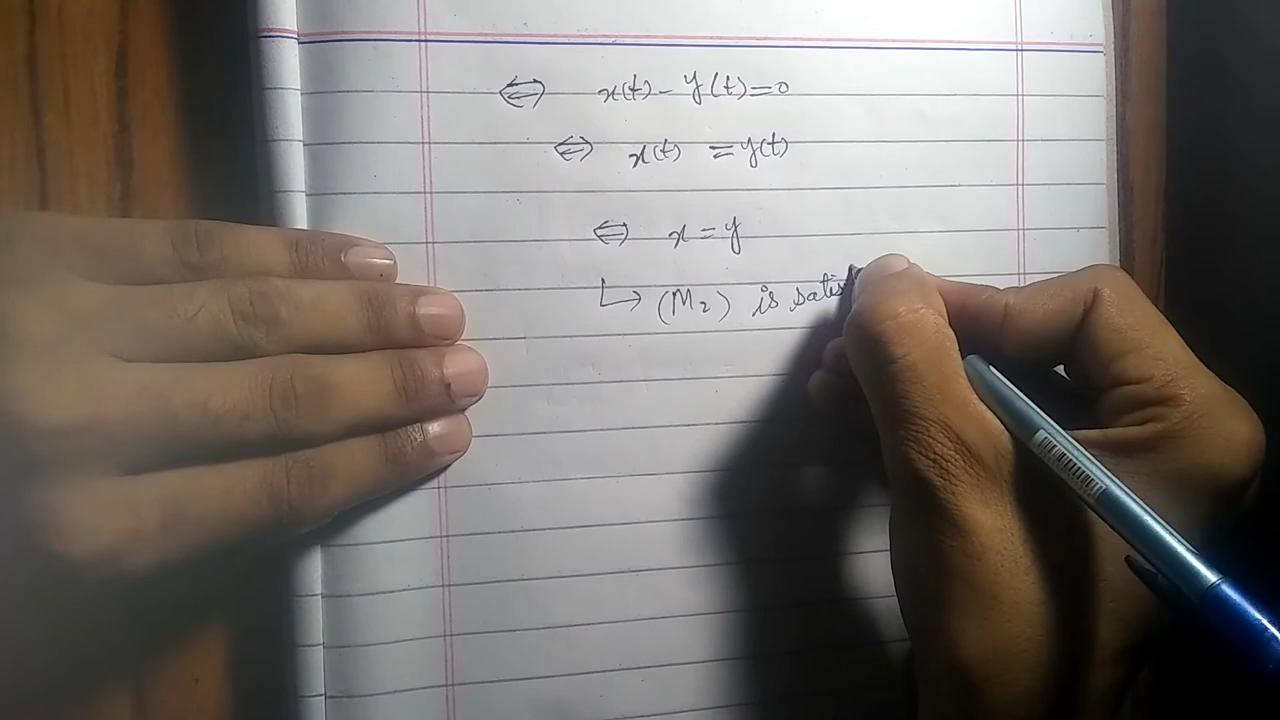 ⇔ x(t) - y(t) = 0
⇔ x(t) = y(t)
⇔ x = y
↳ (M2) is satis